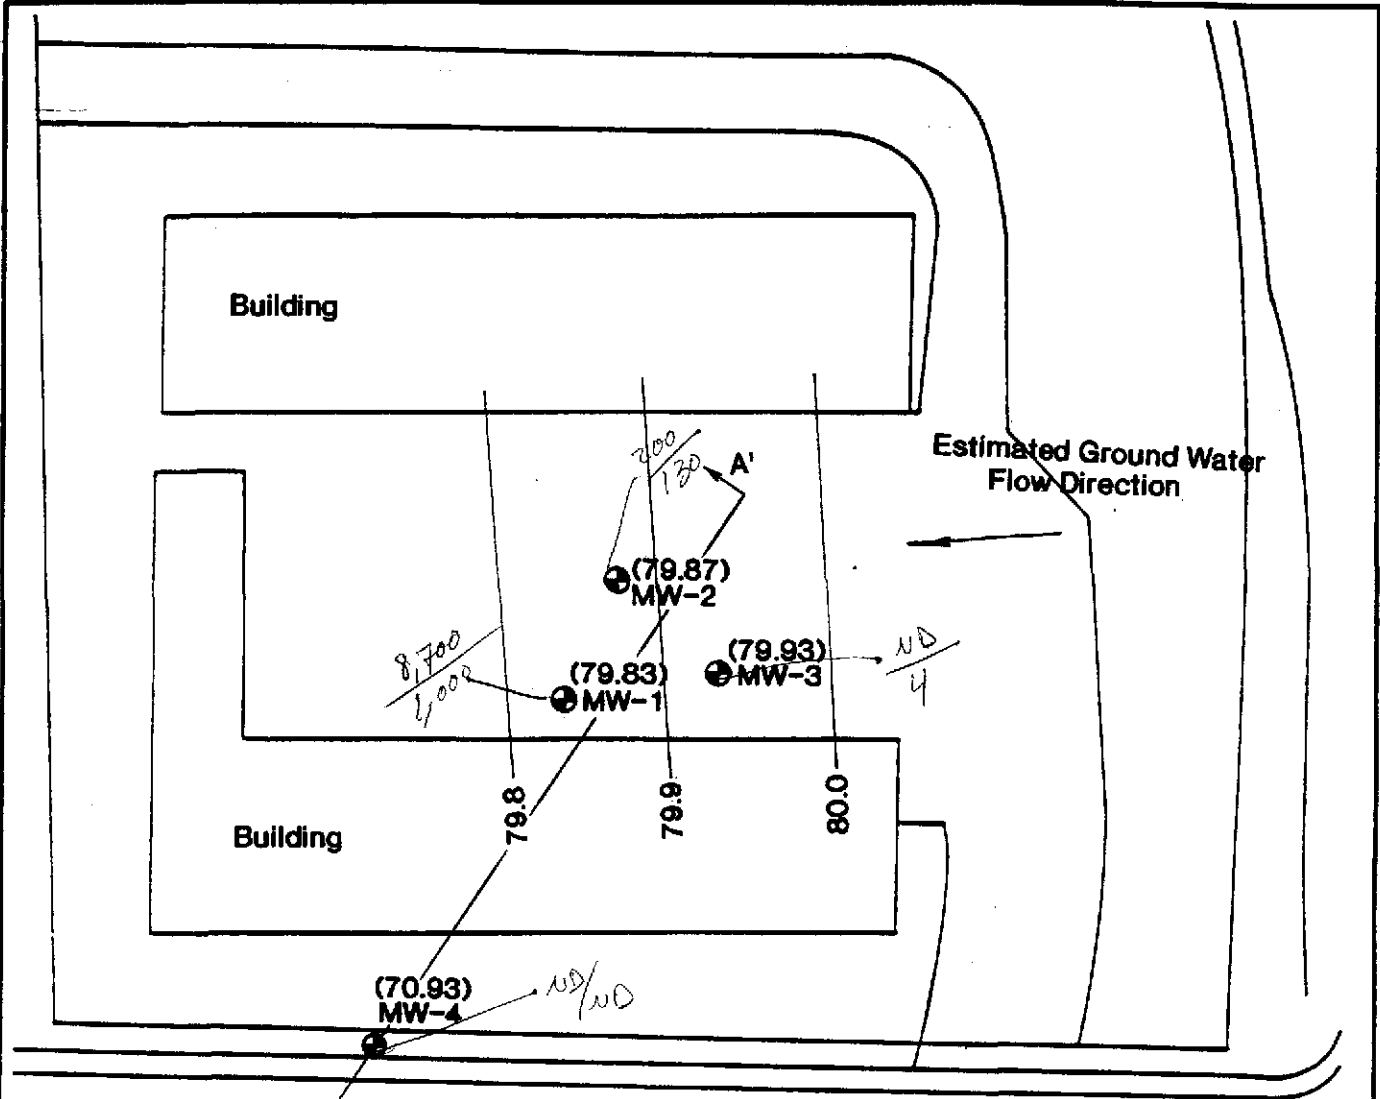 Building
200
130
A'
Estimated Ground Water
Flow Direction
(79.87)
MW-2
8,700
1,000
(79.83)
MW-1
(79.93)
MW-3
ND
4
79.8
79.9
80.0
Building
(70.93)
MW-4
ND/ND